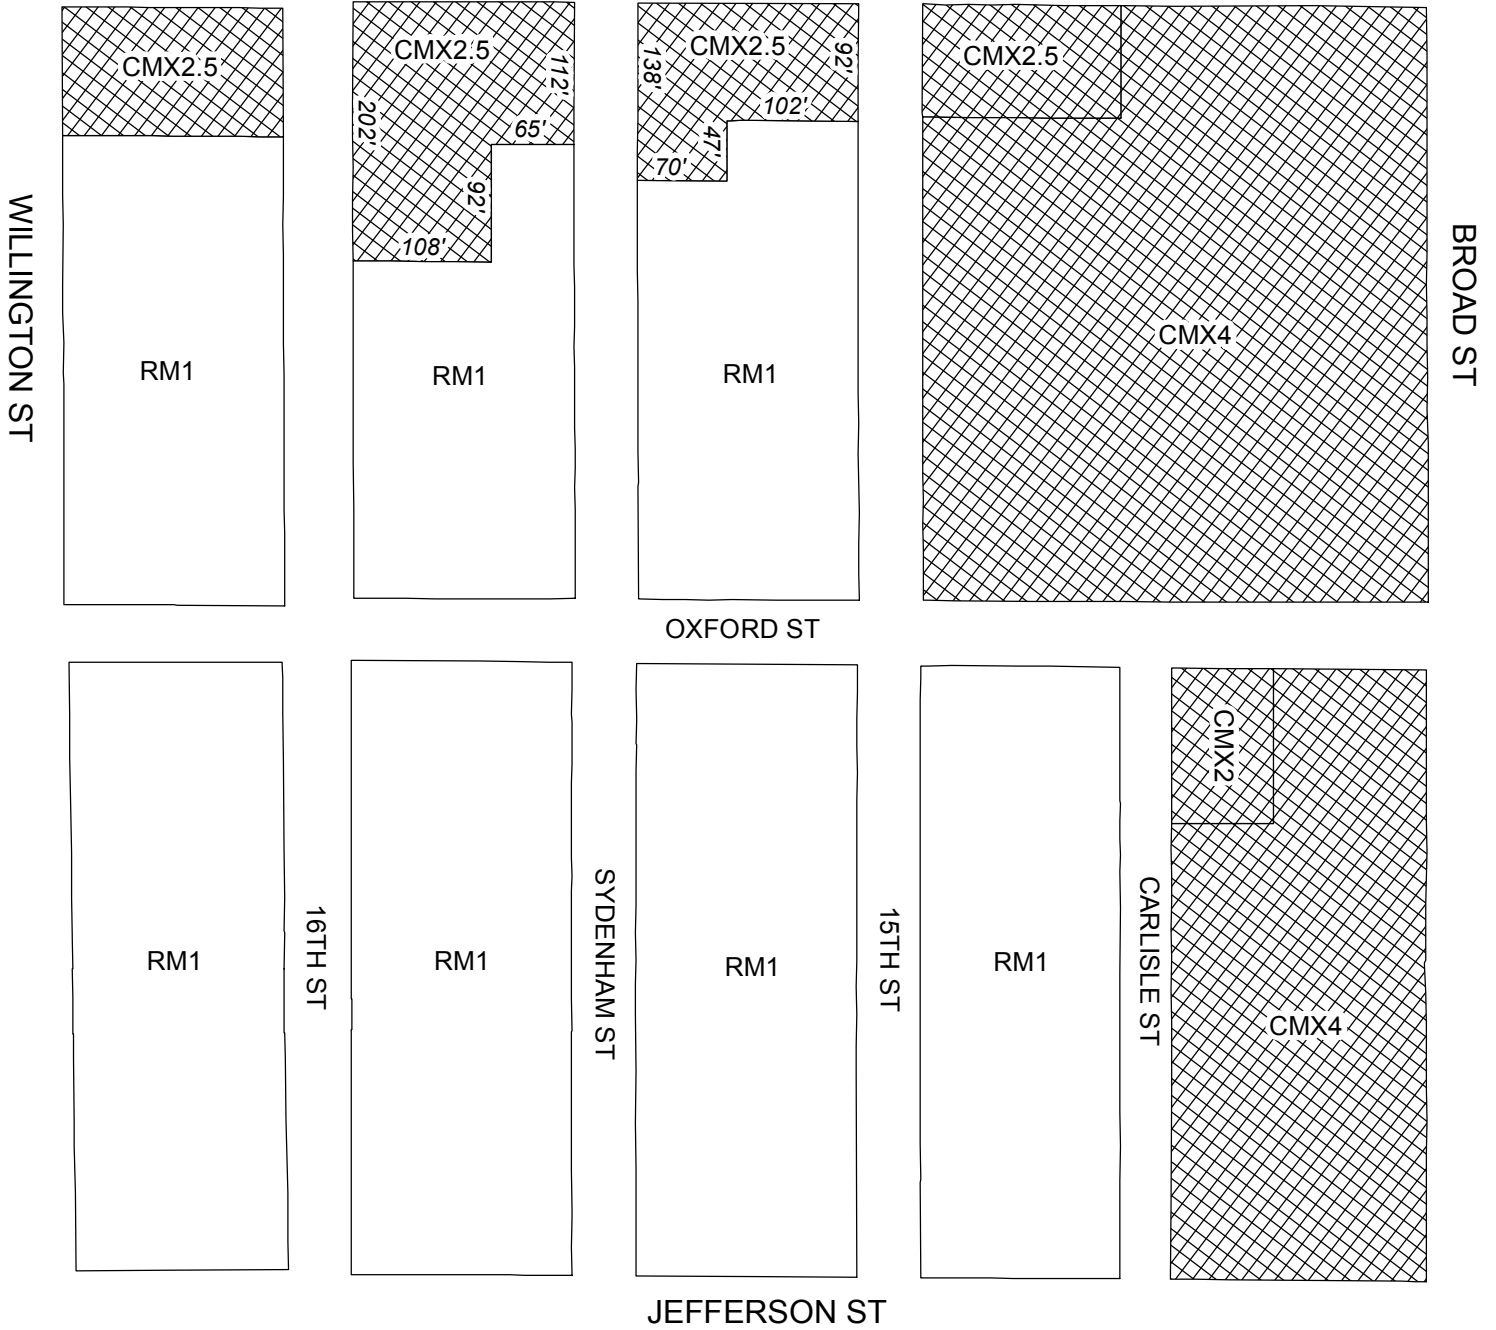 CMX2.5
CMX2.5
CMX2.5
CMX2.5
202'
112'
65'
92'
108'
138'
92'
102'
47'
70'
WILLINGTON ST
BROAD ST
RM1
RM1
RM1
CMX4
OXFORD ST
CMX2
16TH ST
SYDENHAM ST
15TH ST
CARLISLE ST
RM1
RM1
RM1
RM1
CMX4
JEFFERSON ST